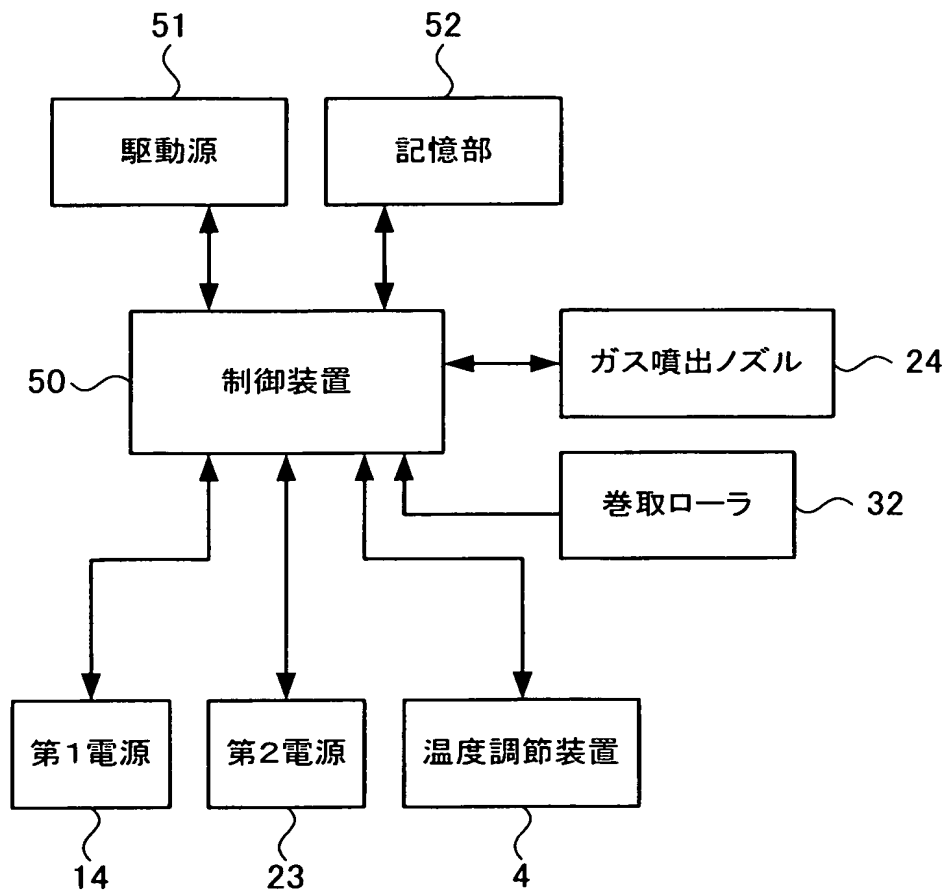 51
52
駆動源
記憶部
50
制御装置
ガス噴出ノズル
24
巻取ローラ
32
第1電源
第2電源
温度調節装置
14
23
4